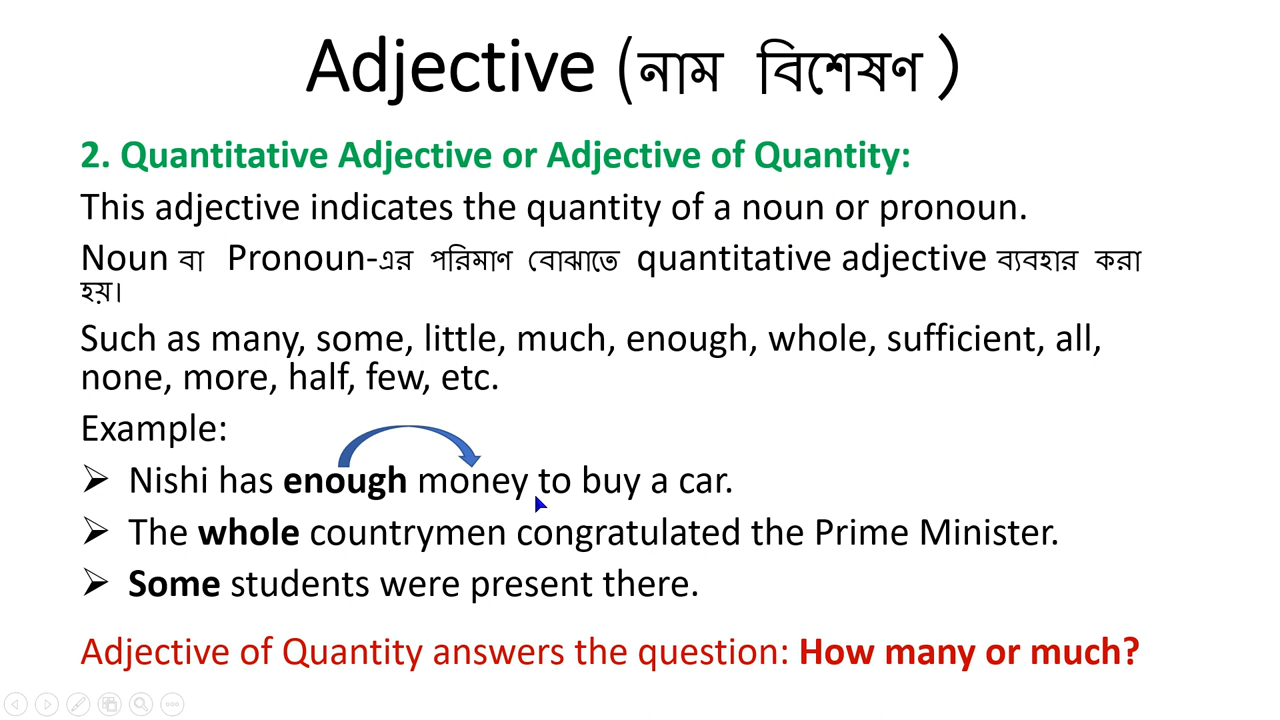 Adjective (নাম বিশেষণ )
2. Quantitative Adjective or Adjective of Quantity:
This adjective indicates the quantity of a noun or pronoun.
Noun বা Pronoun-এর পরিমাণ বোঝাতে quantitative adjective ব্যবহার করা
হয়।
Such as many, some, little, much, enough, whole, sufficient, all,
none, more, half, few, etc.
Example:
➢ Nishi has enough money to buy a car.
➢ The whole countrymen congratulated the Prime Minister.
➢ Some students were present there.
Adjective of Quantity answers the question: How many or much?